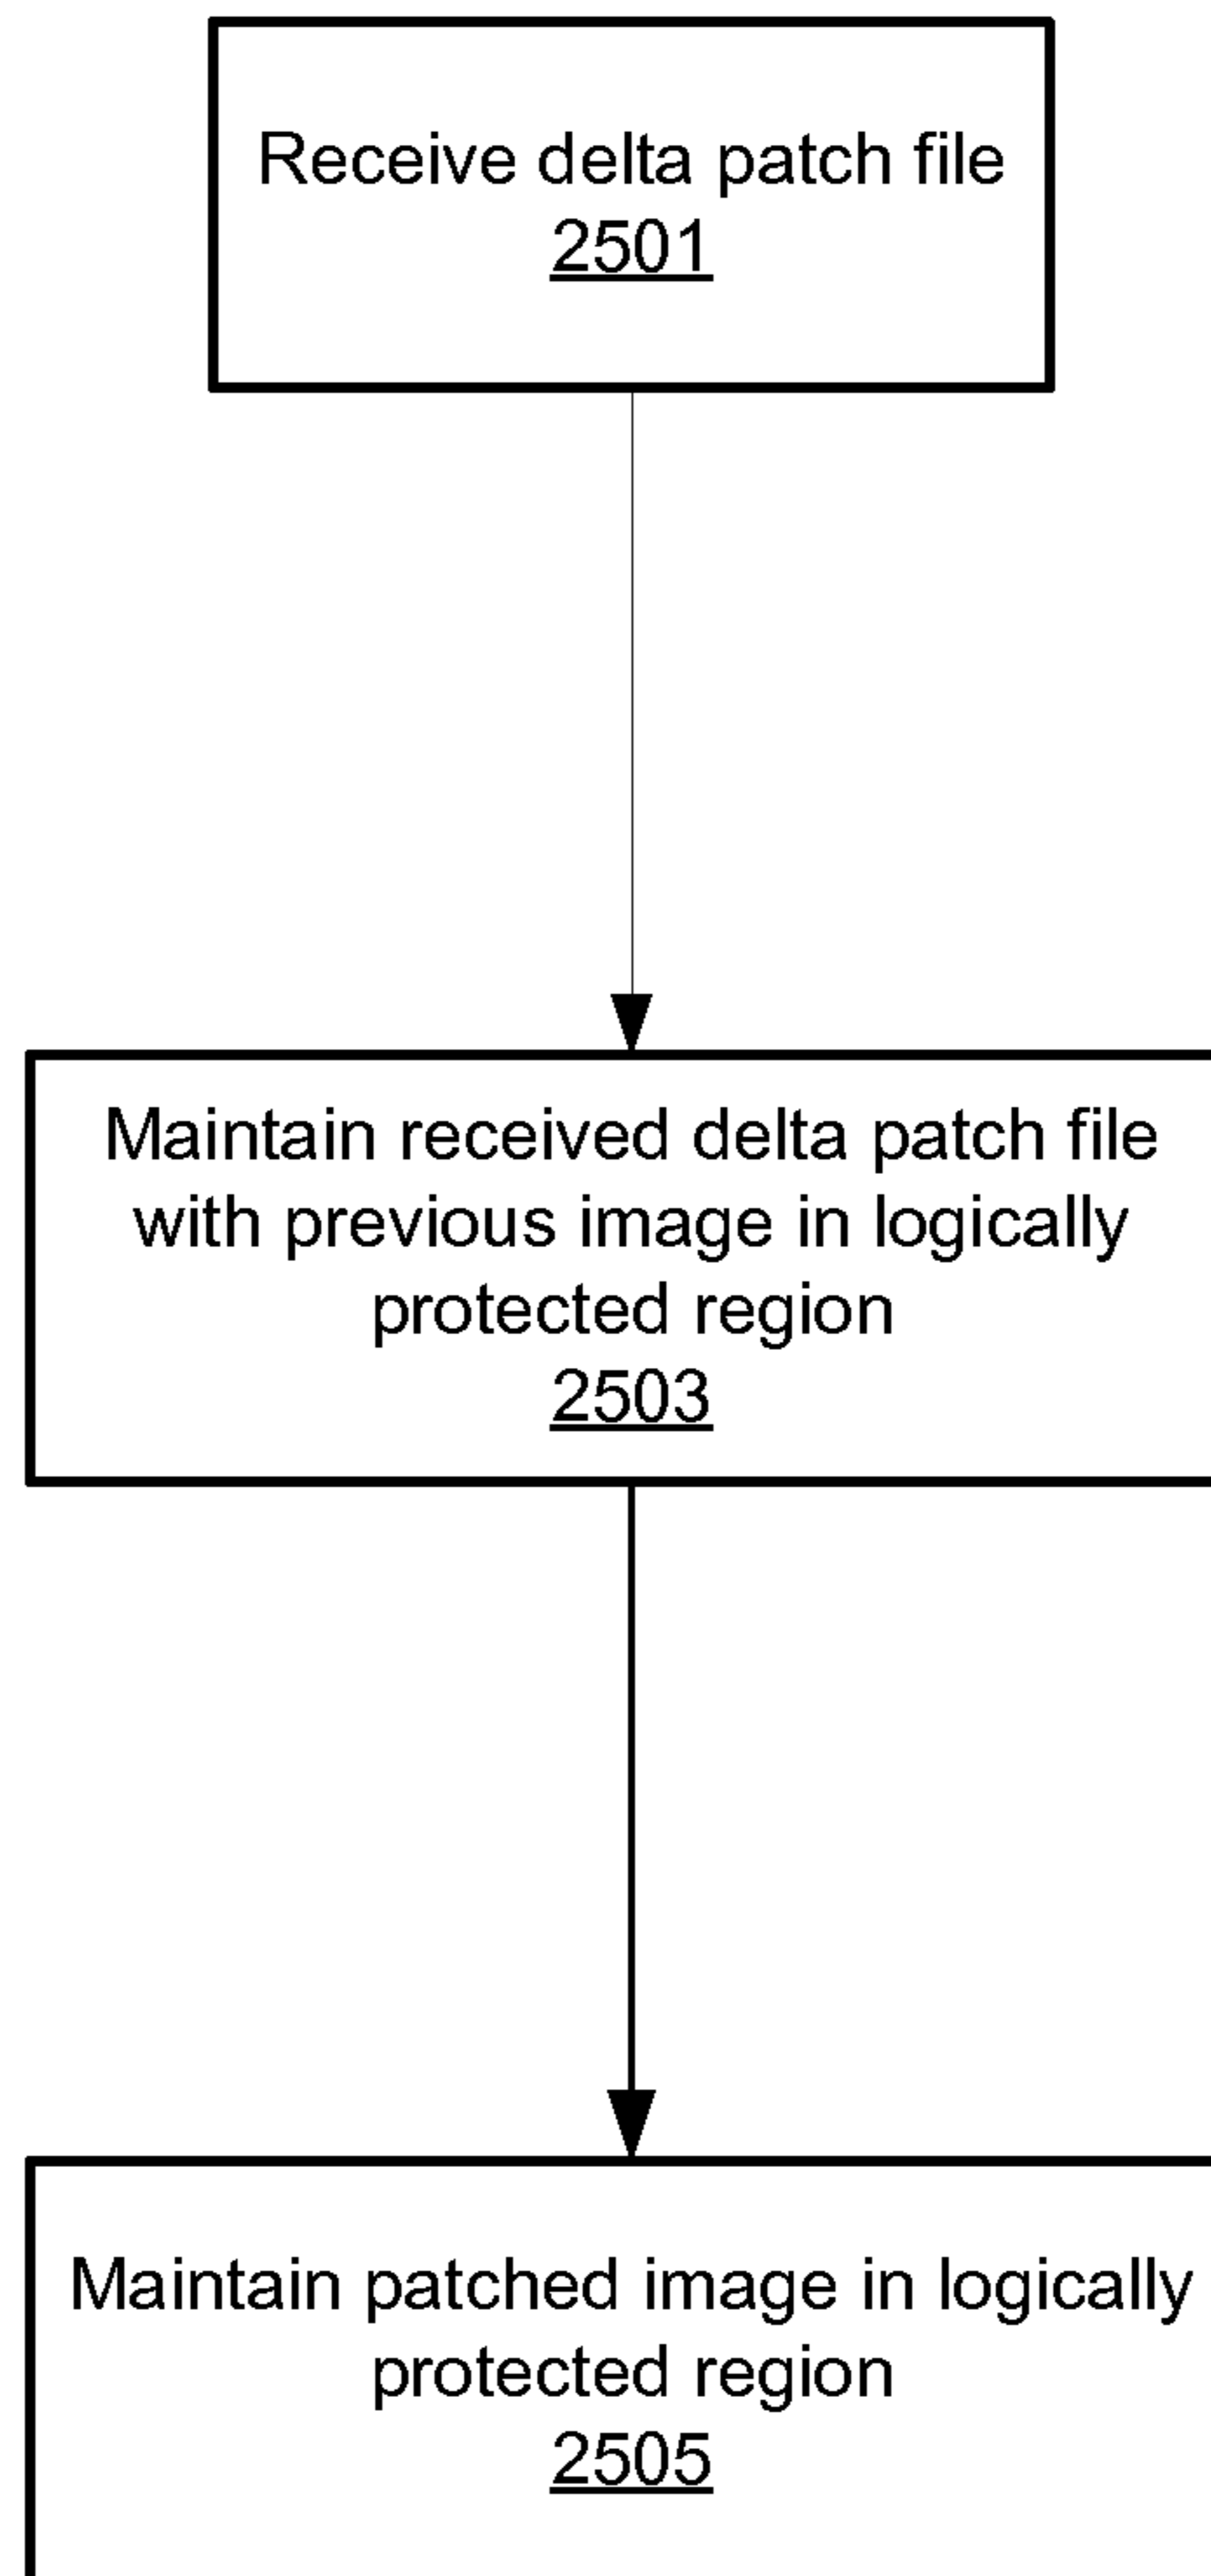 Receive delta patch file
2501
Maintain received delta patch file
with previous image in logically
protected region
2503
Maintain patched image in logically
protected region
2505